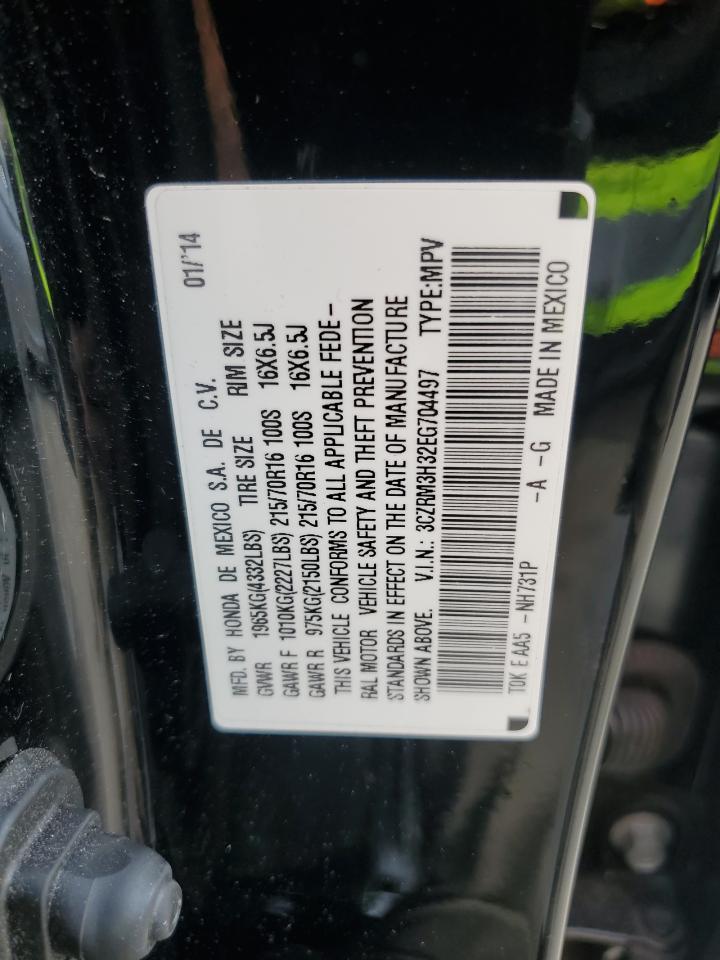 MFD. BY HONDA DE MEXICO S.A. DE C.V. 01/'14
GVWR 1965KG(4332LBS) TIRE SIZE RIM SIZE
GAWR F 1010KG(2227LBS) 215/70R16 100S 16X6.5J
GAWR R 975KG(2150LBS) 215/70R16 100S 16X6.5J
THIS VEHICLE CONFORMS TO ALL APPLICABLE FEDE-
RAL MOTOR VEHICLE SAFETY AND THEFT PREVENTION
STANDARDS IN EFFECT ON THE DATE OF MANUFACTURE
SHOWN ABOVE. V.I.N.: 3CZRM3H32EG704497 TYPE:MPV
TOK E AA5 -NH731P -A -G MADE IN MEXICO